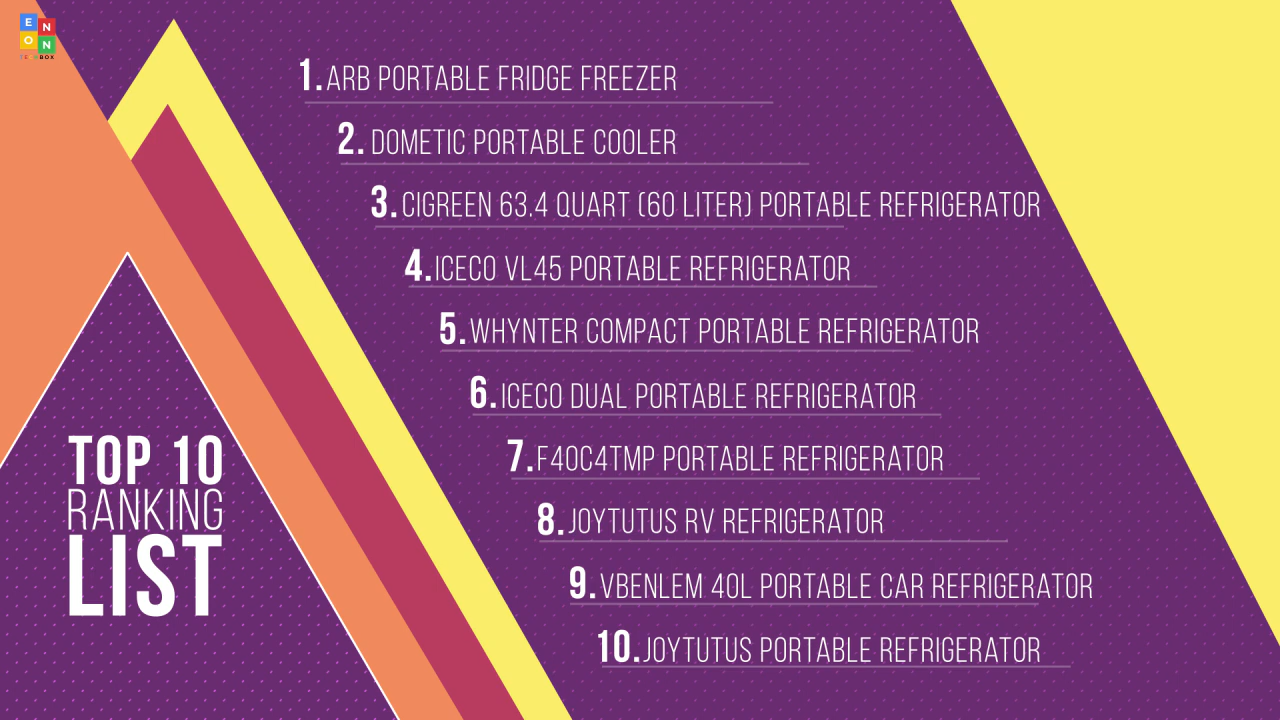 E N
O N
TECHBOX
1. ARB PORTABLE FRIDGE FREEZER
2. DOMETIC PORTABLE COOLER
3. CIGREEN 63.4 QUART (60 LITER) PORTABLE REFRIGERATOR
4. ICECO VL45 PORTABLE REFRIGERATOR
5. WHYNTER COMPACT PORTABLE REFRIGERATOR
6. ICECO DUAL PORTABLE REFRIGERATOR
7. F40C4TMP PORTABLE REFRIGERATOR
8. JOYTUTUS RV REFRIGERATOR
9. VBENLEM 40L PORTABLE CAR REFRIGERATOR
10. JOYTUTUS PORTABLE REFRIGERATOR
TOP 10
RANKING
LIST